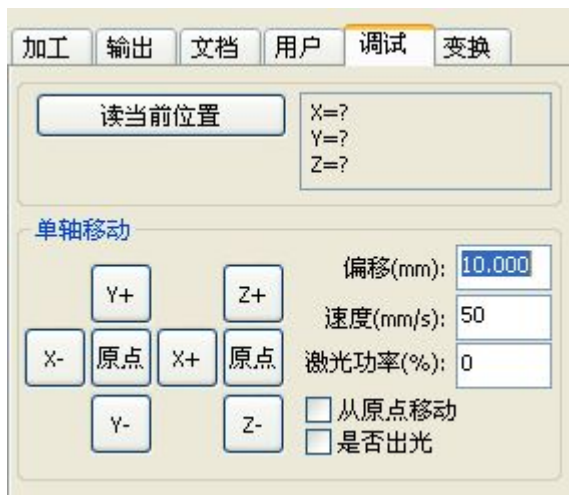 加工 输出 文档 用户 调试 变换
读当前位置
X=?
Y=?
Z=?
单轴移动
偏移(mm): 10.000
Y+ Z+
速度(mm/s): 50
X- 原点 X+ 原点 激光功率(%): 0
从原点移动
Y- Z-
是否出光